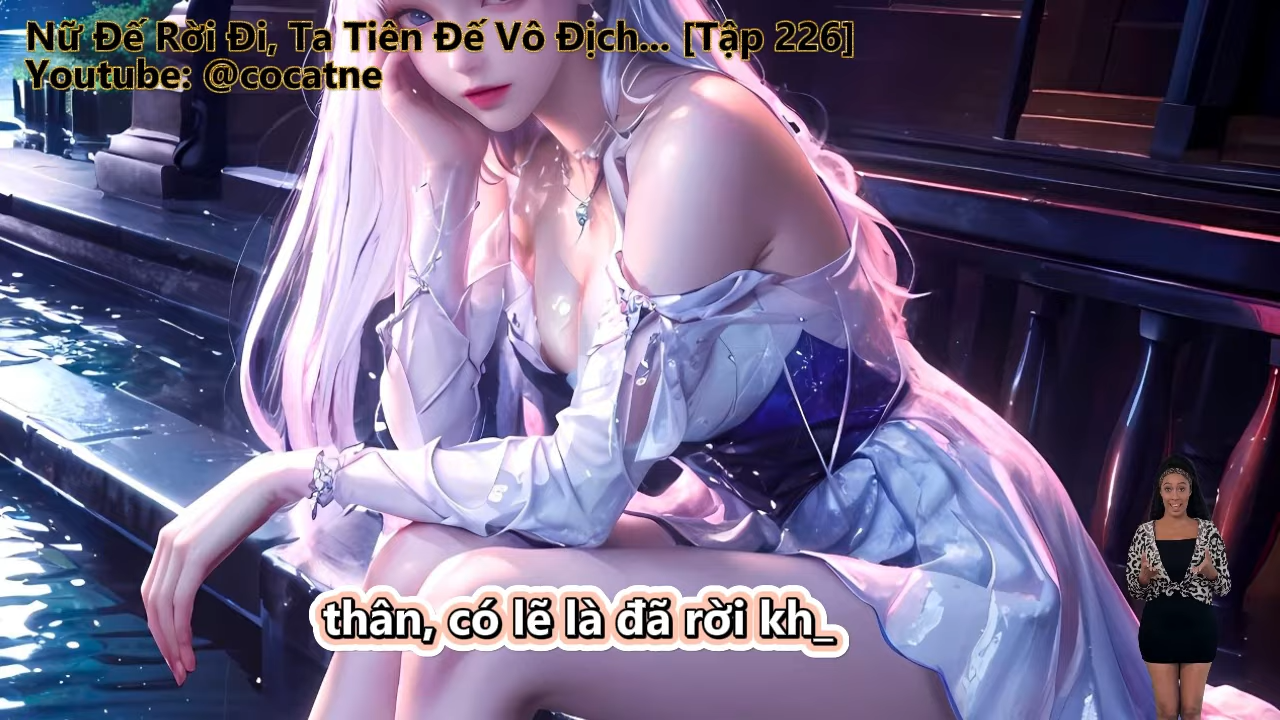 Nữ Đế Rời Đi, Ta Tiên Đế Vô Địch... [Tập 226]
Youtube: @cocatne
thân, có lẽ là đã rời kh_